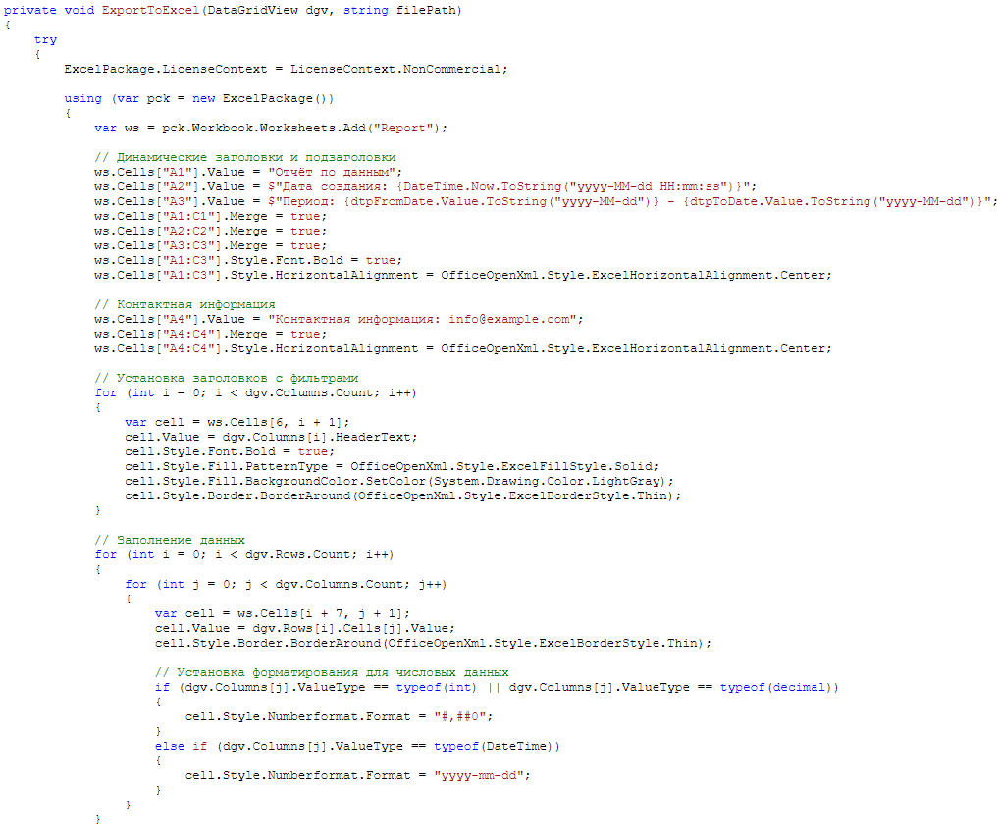 private void ExportToExcel(DataGridView dgv, string filePath)
{
    try
    {
        ExcelPackage.LicenseContext = LicenseContext.NonCommercial;

        using (var pck = new ExcelPackage())
        {
            var ws = pck.Workbook.Worksheets.Add("Report");

            // Динамические заголовки и подзаголовки
            ws.Cells["A1"].Value = "Отчёт по данным";
            ws.Cells["A2"].Value = $"Дата создания: {DateTime.Now.ToString("yyyy-MM-dd HH:mm:ss")}";
            ws.Cells["A3"].Value = $"Период: {dtpFromDate.Value.ToString("yyyy-MM-dd")} - {dtpToDate.Value.ToString("yyyy-MM-dd")}";
            ws.Cells["A1:C1"].Merge = true;
            ws.Cells["A2:C2"].Merge = true;
            ws.Cells["A3:C3"].Merge = true;
            ws.Cells["A1:C3"].Style.Font.Bold = true;
            ws.Cells["A1:C3"].Style.HorizontalAlignment = OfficeOpenXml.Style.ExcelHorizontalAlignment.Center;

            // Контактная информация
            ws.Cells["A4"].Value = "Контактная информация: info@example.com";
            ws.Cells["A4:C4"].Merge = true;
            ws.Cells["A4:C4"].Style.HorizontalAlignment = OfficeOpenXml.Style.ExcelHorizontalAlignment.Center;

            // Установка заголовков с фильтрами
            for (int i = 0; i < dgv.Columns.Count; i++)
            {
                var cell = ws.Cells[6, i + 1];
                cell.Value = dgv.Columns[i].HeaderText;
                cell.Style.Font.Bold = true;
                cell.Style.Fill.PatternType = OfficeOpenXml.Style.ExcelFillStyle.Solid;
                cell.Style.Fill.BackgroundColor.SetColor(System.Drawing.Color.LightGray);
                cell.Style.Border.BorderAround(OfficeOpenXml.Style.ExcelBorderStyle.Thin);
            }

            // Заполнение данных
            for (int i = 0; i < dgv.Rows.Count; i++)
            {
                for (int j = 0; j < dgv.Columns.Count; j++)
                {
                    var cell = ws.Cells[i + 7, j + 1];
                    cell.Value = dgv.Rows[i].Cells[j].Value;
                    cell.Style.Border.BorderAround(OfficeOpenXml.Style.ExcelBorderStyle.Thin);

                    // Установка форматирования для числовых данных
                    if (dgv.Columns[j].ValueType == typeof(int) || dgv.Columns[j].ValueType == typeof(decimal))
                    {
                        cell.Style.Numberformat.Format = "#,##0";
                    }
                    else if (dgv.Columns[j].ValueType == typeof(DateTime))
                    {
                        cell.Style.Numberformat.Format = "yyyy-mm-dd";
                    }
                }
            }